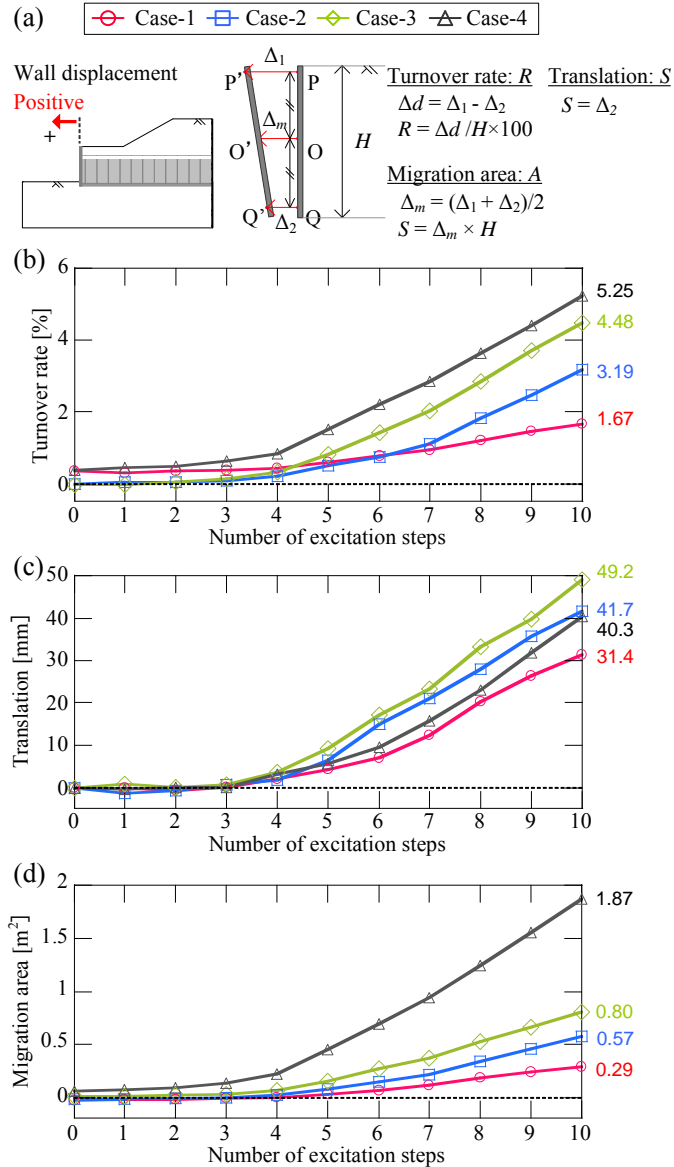 (a)
Case-1 Case-2 Case-3 Case-4
Wall displacement
Positive
+
P' Δ1 P
Δm
O' O
H
Q' Δ2 Q
Turnover rate: R
Δd = Δ1 - Δ2
R = Δd /H×100
Translation: S
S = Δ2
Migration area: A
Δm = (Δ1 + Δ2)/2
S = Δm × H
(b)
Turnover rate [%]
6
4
2
0
0 1 2 3 4 5 6 7 8 9 10
Number of excitation steps
5.25
4.48
3.19
1.67
(c)
Translation [mm]
50
40
30
20
10
0
0 1 2 3 4 5 6 7 8 9 10
Number of excitation steps
49.2
41.7
40.3
31.4
(d)
Migration area [m²]
2
1.5
1
0.5
0
0 1 2 3 4 5 6 7 8 9 10
Number of excitation steps
1.87
0.80
0.57
0.29